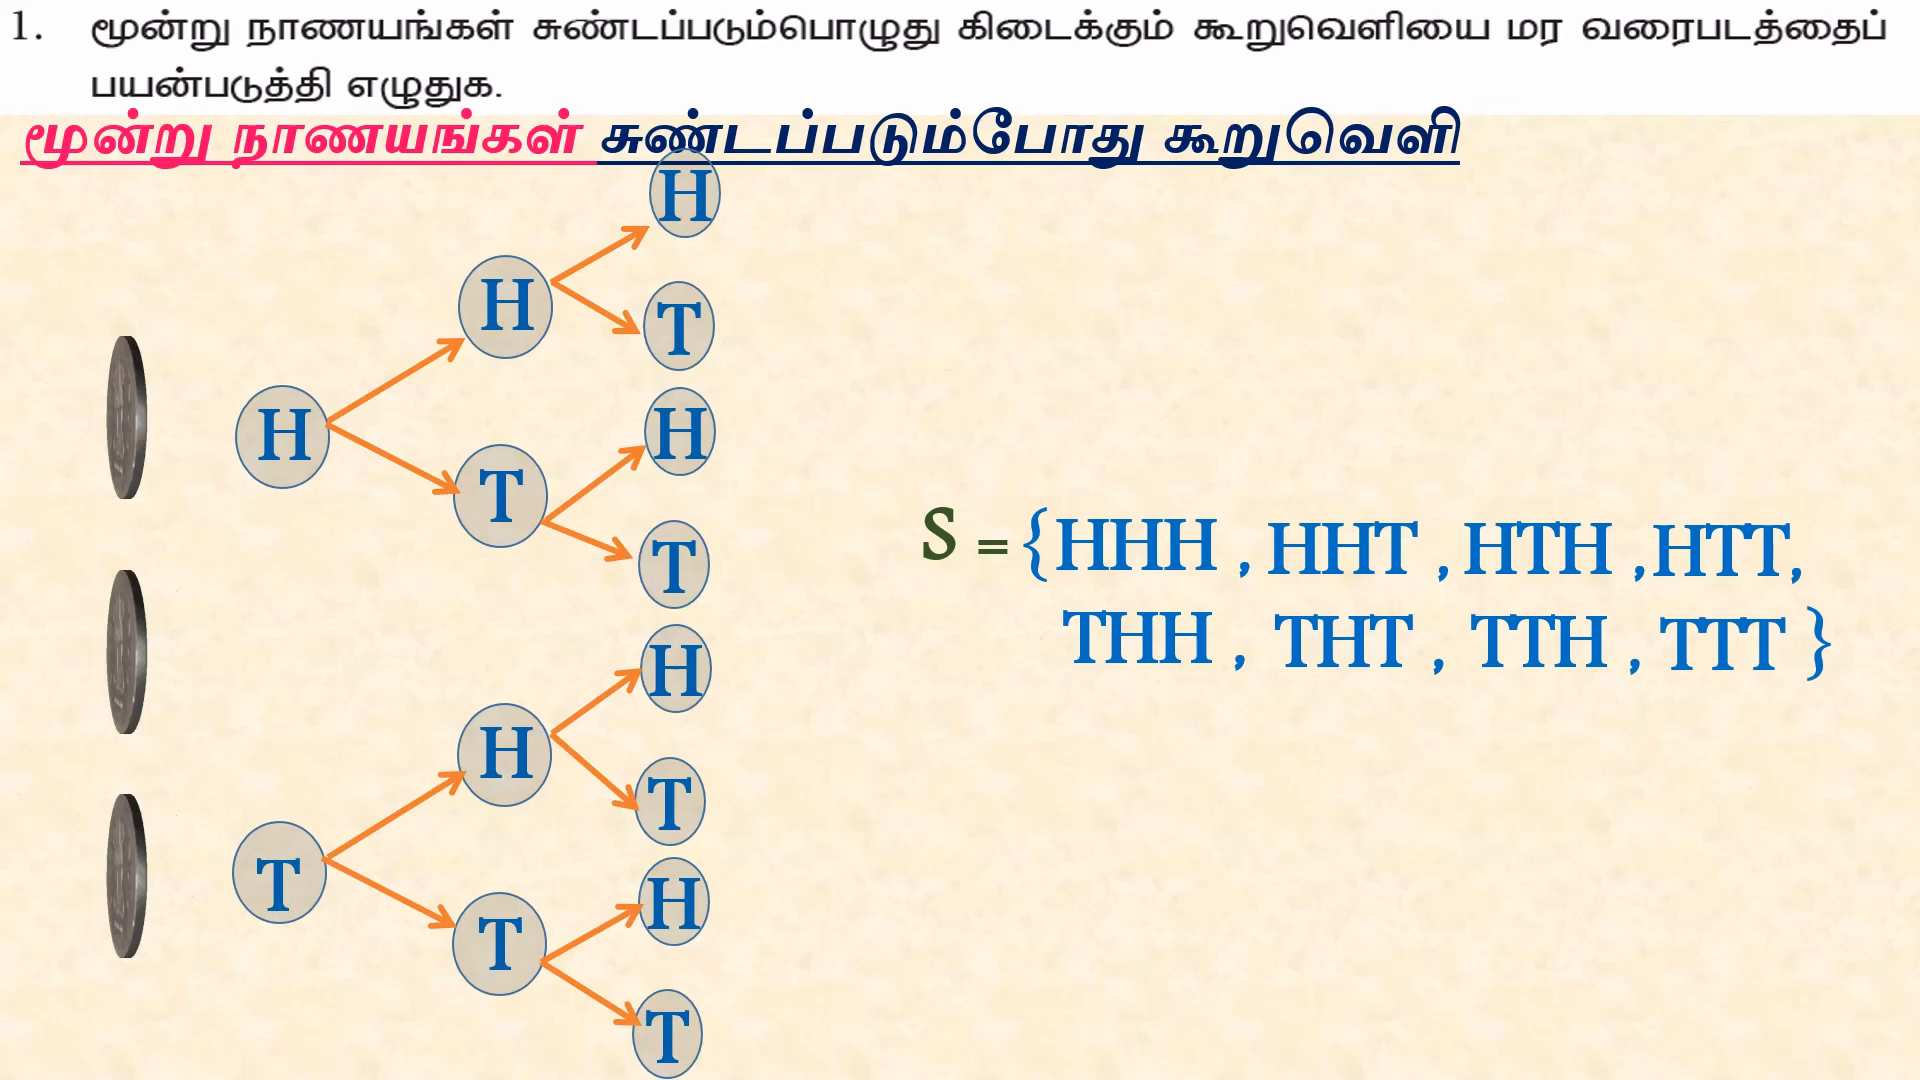 1. மூன்று நாணயங்கள் சுண்டப்படும்பொழுது கிடைக்கும் கூறுவெளியை மர வரைபடத்தைப்
பயன்படுத்தி எழுதுக.
மூன்று நாணயங்கள் சுண்டப்படும்போது கூறுவெளி
H
H
T
H
H
T
T
S = {HHH , HHT , HTH , HTT,
THH , THT , TTH , TTT }
H
H
T
T
H
T
T